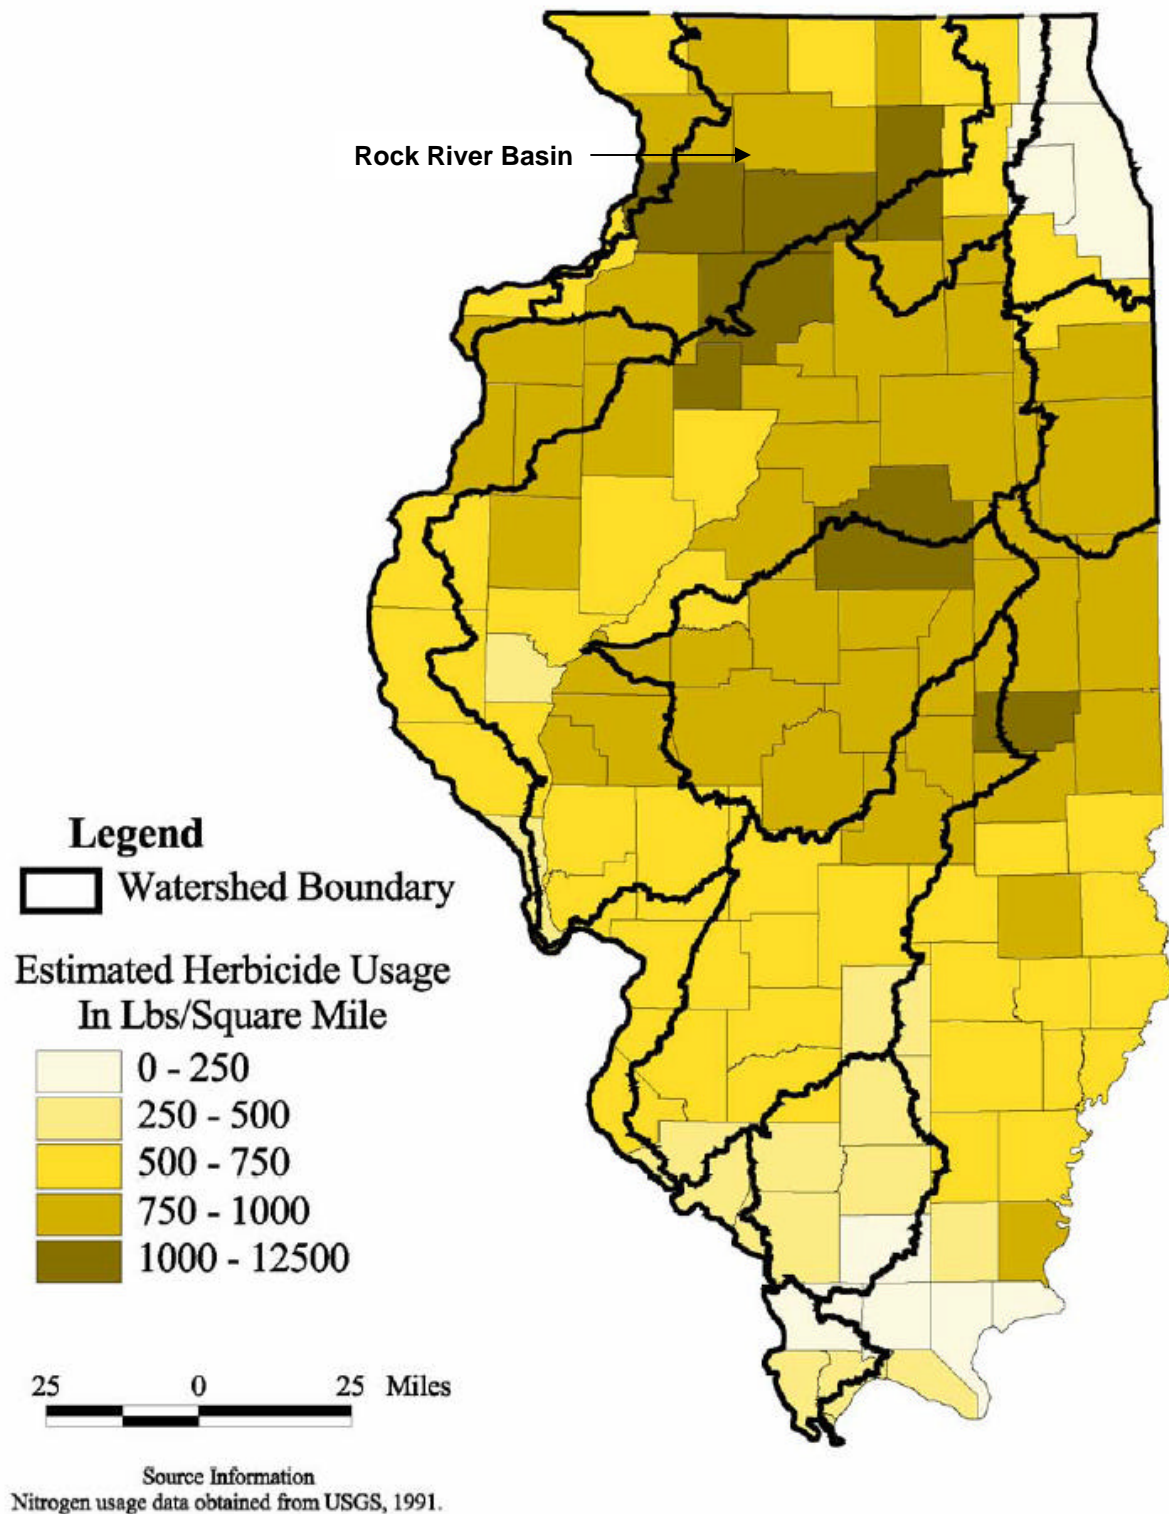 Rock River Basin
Legend
Watershed Boundary
Estimated Herbicide Usage
In Lbs/Square Mile
0 - 250
250 - 500
500 - 750
750 - 1000
1000 - 12500
25 0 25 Miles
Source Information
Nitrogen usage data obtained from USGS, 1991.